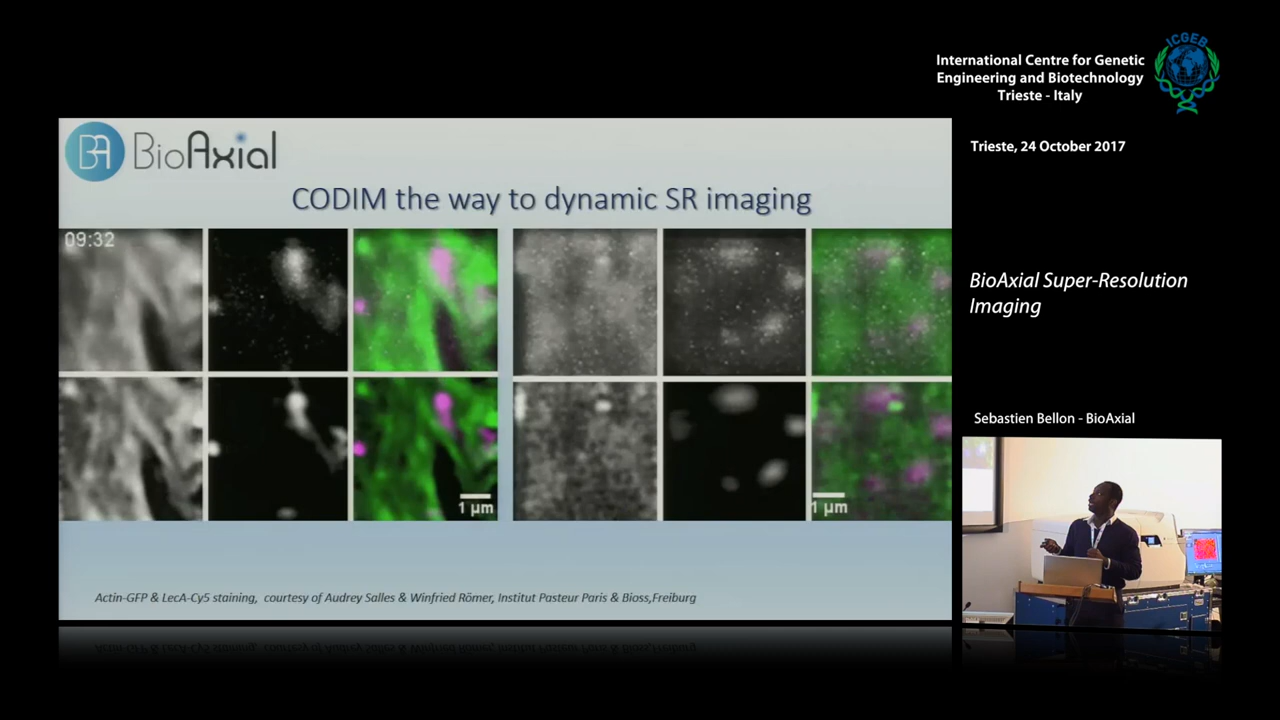 ICGEB
International Centre for Genetic
Engineering and Biotechnology
Trieste - Italy
Trieste, 24 October 2017
BA BioAxial
CODIM the way to dynamic SR imaging
09:32
1 µm
1 µm
Actin-GFP & LecA-Cy5 staining, courtesy of Audrey Salles & Winfried Römer, Institut Pasteur Paris & Bioss,Freiburg
BioAxial Super-Resolution
Imaging
Sebastien Bellon - BioAxial